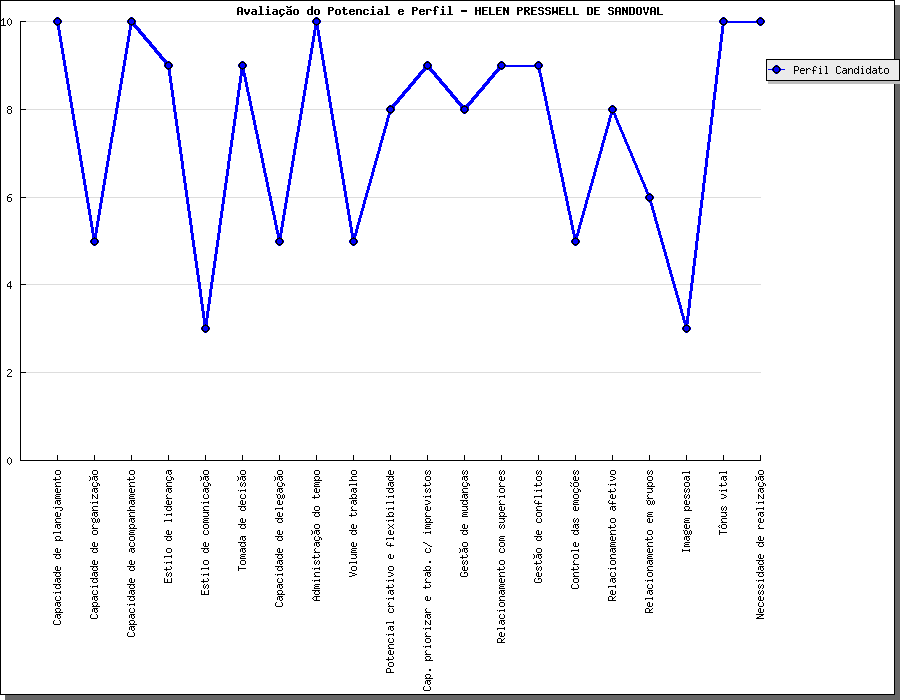 Avaliação do Potencial e Perfil - HELEN PRESSWELL DE SANDOVAL
Perfil Candidato
10
8
6
4
2
0
Capacidade de planejamento
Capacidade de organização
Capacidade de acompanhamento
Estilo de liderança
Estilo de comunicação
Tomada de decisão
Capacidade de delegação
Administração do tempo
Volume de trabalho
Potencial criativo e flexibilidade
Cap. priorizar e trab. c/ imprevistos
Gestão de mudanças
Relacionamento com superiores
Gestão de conflitos
Controle das emoções
Relacionamento afetivo
Relacionamento em grupos
Imagem pessoal
Tônus vital
Necessidade de realização